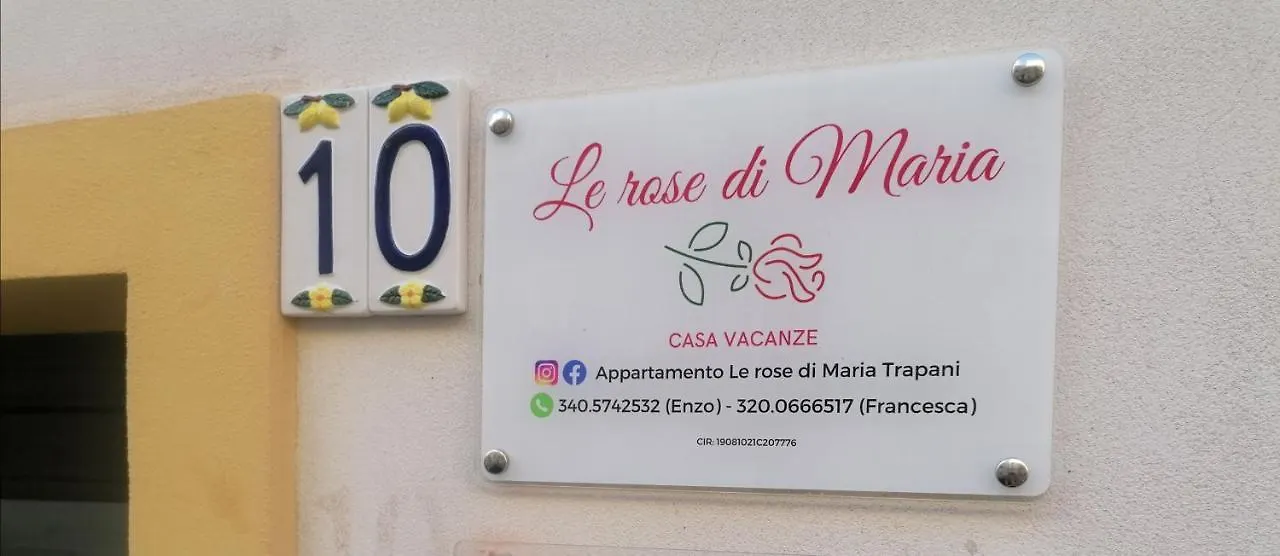 10
Le rose di Maria
CASA VACANZE
Appartamento Le rose di Maria Trapani
340.5742532 (Enzo) - 320.0666517 (Francesca)
CIR: 19081021C207776